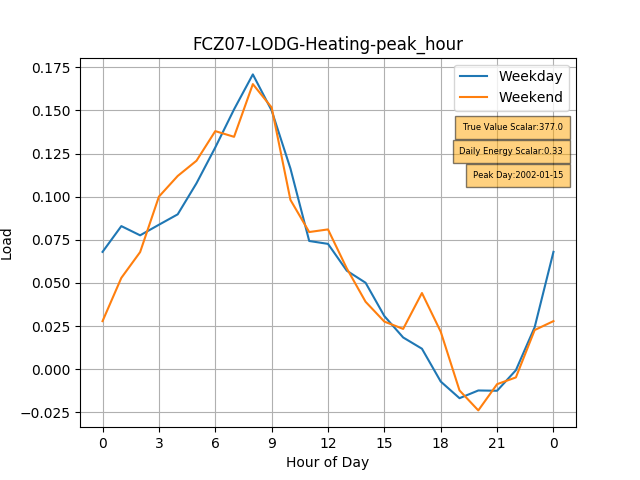 FCZ07-LODG-Heating-peak_hour
0.175
0.150
0.125
0.100
0.075
0.050
0.025
0.000
−0.025
Load
Weekday
Weekend
True Value Scalar:377.0
Daily Energy Scalar:0.33
Peak Day:2002-01-15
0 3 6 9 12 15 18 21 0
Hour of Day